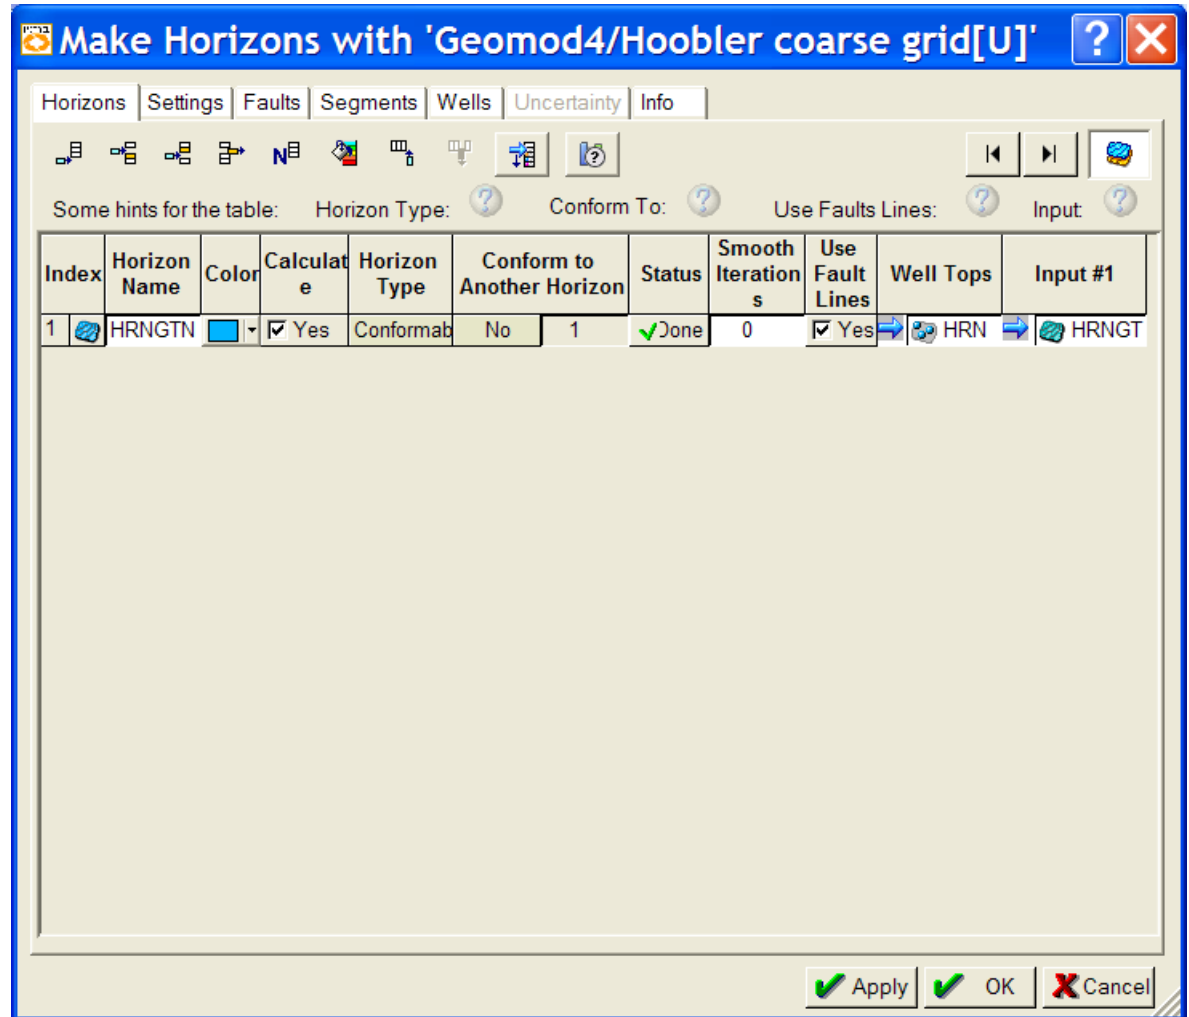 Make Horizons with 'Geomod4/Hoobler coarse grid[U]' ?
Horizons Settings Faults Segments Wells Uncertainty Info
N ?
Some hints for the table: Horizon Type: ? Conform To: ? Use Faults Lines: ? Input: ?
Index Horizon Name Color Calculat e Horizon Type Conform to Another Horizon Status Smooth Iteration s Use Fault Lines Well Tops Input #1
1 HRNGTN Yes Conformab No 1 Done 0 Yes HRN HRNGT
Apply OK Cancel